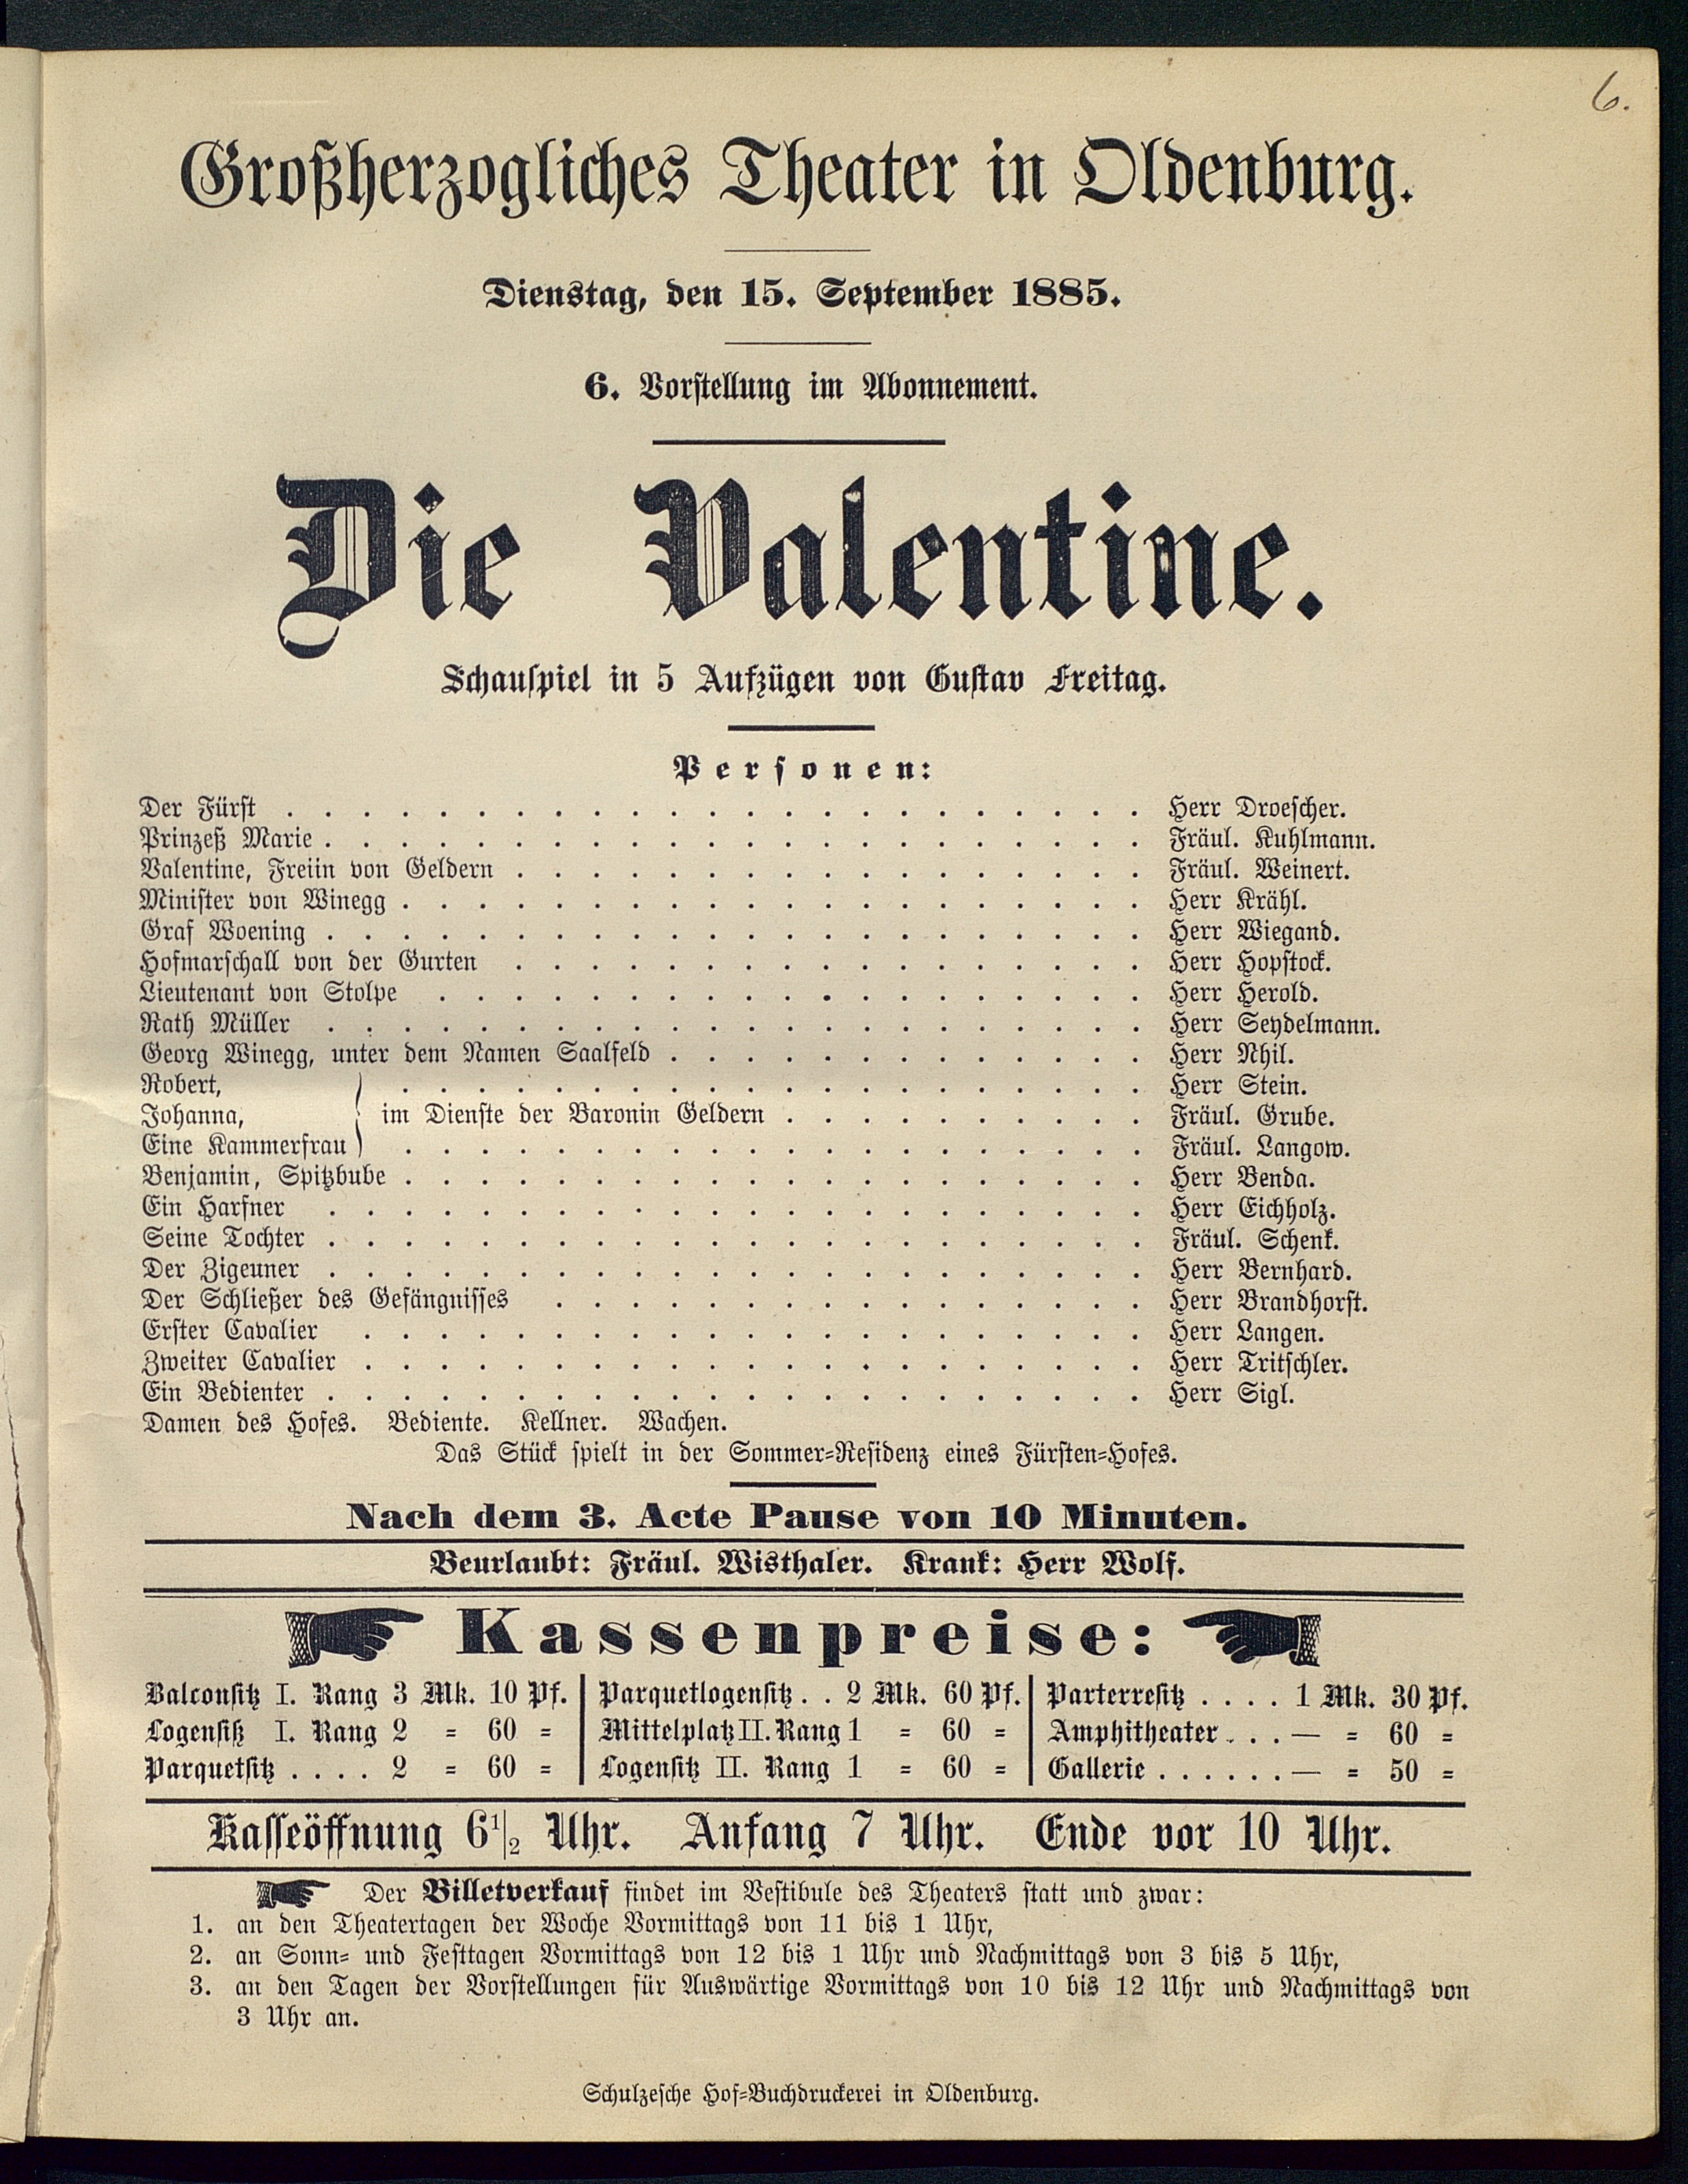 6.
Großherzogliches Theater in Oldenburg.
Dienstag, den 15. September 1885.
6. Vorstellung im Abonnement.
Die Valentine.
Schauspiel in 5 Aufzügen von Gustav Freitag.
Personen:
Der Fürst . . . . . . . . . . Herr Droescher.
Prinzeß Marie . . . . . . . . . . Fräul. Kuhlmann.
Valentine, Freiin von Geldern . . . . . . . . . . Fräul. Weinert.
Minister von Winegg . . . . . . . . . . Herr Krähl.
Graf Woening . . . . . . . . . . Herr Wiegand.
Hofmarschall von der Gurten . . . . . . . . . . Herr Hopstock.
Lieutenant von Stolpe . . . . . . . . . . Herr Herold.
Rath Müller . . . . . . . . . . Herr Seydelmann.
Georg Winegg, unter dem Namen Saalfeld . . . . . . . . . . Herr Nhil.
Robert, . . . . . . . . . . Herr Stein.
Johanna, im Dienste der Baronin Geldern . . . . . . . . . . Fräul. Grube.
Eine Kammerfrau . . . . . . . . . . Fräul. Langow.
Benjamin, Spitzbube . . . . . . . . . . Herr Benda.
Ein Harfner . . . . . . . . . . Herr Eichholz.
Seine Tochter . . . . . . . . . . Fräul. Schenk.
Der Zigeuner . . . . . . . . . . Herr Bernhard.
Der Schließer des Gefängnisses . . . . . . . . . . Herr Brandhorst.
Erster Cavalier . . . . . . . . . . Herr Langen.
Zweiter Cavalier . . . . . . . . . . Herr Tritschler.
Ein Bedienter . . . . . . . . . . Herr Sigl.
Damen des Hofes. Bediente. Kellner. Wachen.
Das Stück spielt in der Sommer=Residenz eines Fürsten=Hofes.
Nach dem 3. Acte Pause von 10 Minuten.
Beurlaubt: Fräul. Wisthaler. Krank: Herr Wolf.
Kassenpreise:
Balconsitz I. Rang 3 Mk. 10 Pf. | Parquetlogensitz . . 2 Mk. 60 Pf. | Parterresitz . . . . 1 Mk. 30 Pf.
Logensitz I. Rang 2 = 60 = | Mittelplatz II. Rang 1 = 60 = | Amphitheater . . . — = 60 =
Parquetsitz . . . . 2 = 60 = | Logensitz II. Rang 1 = 60 = | Gallerie . . . . . . — = 50 =
Kasseöffnung 6 1/2 Uhr. Anfang 7 Uhr. Ende vor 10 Uhr.
Der Billetverkauf findet im Vestibule des Theaters statt und zwar:
1. an den Theatertagen der Woche Vormittags von 11 bis 1 Uhr,
2. an Sonn= und Festtagen Vormittags von 12 bis 1 Uhr und Nachmittags von 3 bis 5 Uhr,
3. an den Tagen der Vorstellungen für Auswärtige Vormittags von 10 bis 12 Uhr und Nachmittags von
3 Uhr an.
Schulzesche Hof=Buchdruckerei in Oldenburg.